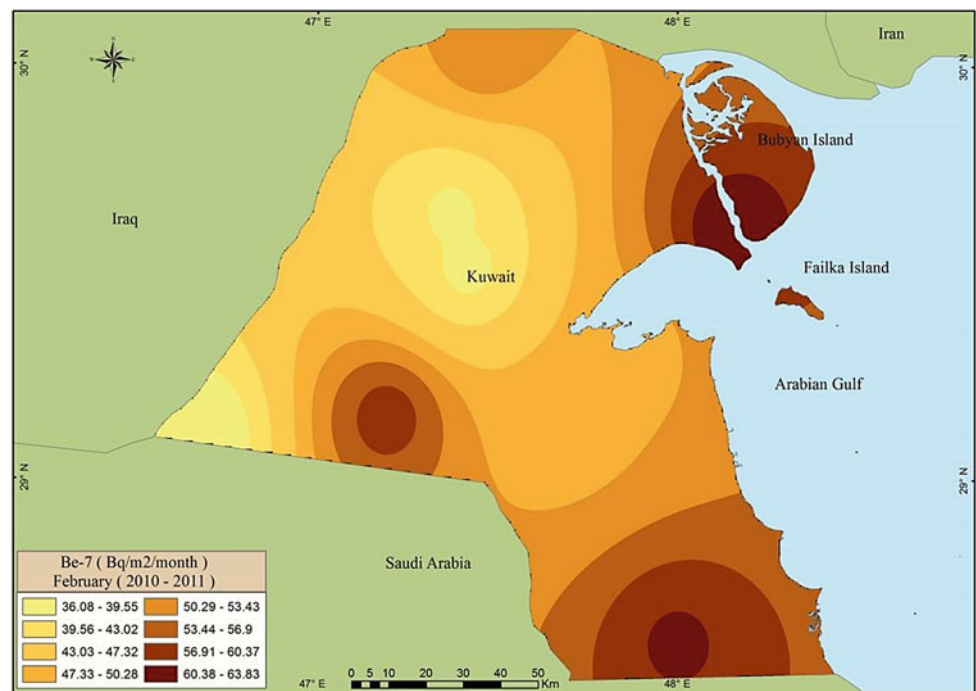 47° E
48° E
Iran
30° N
30° N
Bubyan Island
Iraq
Failka Island
Kuwait
Arabian Gulf
29° N
29° N
Saudi Arabia
Be-7 ( Bq/m2/month )
February ( 2010 - 2011 )
36.08 - 39.55
50.29 - 53.43
39.56 - 43.02
53.44 - 56.9
43.03 - 47.32
56.91 - 60.37
47.33 - 50.28
60.38 - 63.83
0 5 10 20 30 40 50
Km
47° E
48° E